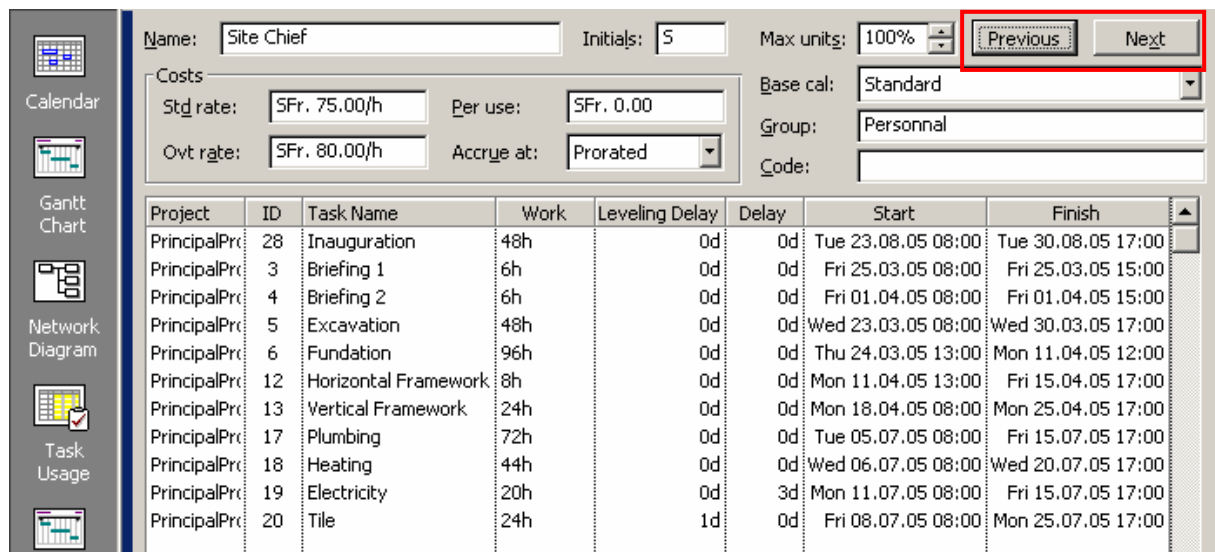 Name: Site Chief Initials: S Max units: 100% Previous Next
Costs
Std rate: SFr. 75.00/h Per use: SFr. 0.00
Ovt rate: SFr. 80.00/h Accrue at: Prorated
Base cal: Standard
Group: Personnal
Code:
Calendar
Gantt
Chart
Network
Diagram
Task
Usage
Project ID Task Name Work Leveling Delay Delay Start Finish
PrincipalPro 28 Inauguration 48h 0d 0d Tue 23.08.05 08:00 Tue 30.08.05 17:00
PrincipalPro 3 Briefing 1 6h 0d 0d Fri 25.03.05 08:00 Fri 25.03.05 15:00
PrincipalPro 4 Briefing 2 6h 0d 0d Fri 01.04.05 08:00 Fri 01.04.05 15:00
PrincipalPro 5 Excavation 48h 0d 0d Wed 23.03.05 08:00 Wed 30.03.05 17:00
PrincipalPro 6 Fundation 96h 0d 0d Thu 24.03.05 13:00 Mon 11.04.05 12:00
PrincipalPro 12 Horizontal Framework 8h 0d 0d Mon 11.04.05 13:00 Fri 15.04.05 17:00
PrincipalPro 13 Vertical Framework 24h 0d 0d Mon 18.04.05 08:00 Mon 25.04.05 17:00
PrincipalPro 17 Plumbing 72h 0d 0d Tue 05.07.05 08:00 Fri 15.07.05 17:00
PrincipalPro 18 Heating 44h 0d 0d Wed 06.07.05 08:00 Wed 20.07.05 17:00
PrincipalPro 19 Electricity 20h 0d 3d Mon 11.07.05 08:00 Fri 15.07.05 17:00
PrincipalPro 20 Tile 24h 1d 0d Fri 08.07.05 08:00 Mon 25.07.05 17:00